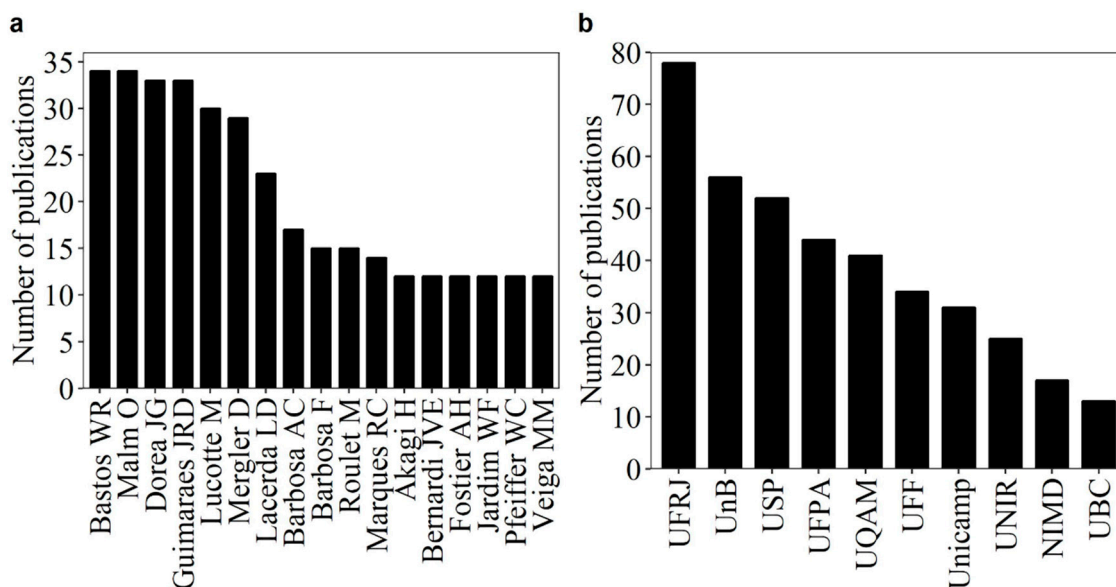 a
Number of publications
35
30
25
20
15
10
5
0
Bastos WR
Malm O
Dorea JG
Guimaraes JRD
Lucotte M
Mergler D
Lacerda LD
Barbosa AC
Barbosa F
Roulet M
Marques RC
Akagi H
Bernardi JVE
Fostier AH
Jardim WF
Pfeiffer WC
Veiga MM
b
Number of publications
80
70
60
50
40
30
20
10
0
UFRJ
UnB
USP
UFPA
UQAM
UFF
Unicamp
UNIR
NIMD
UBC